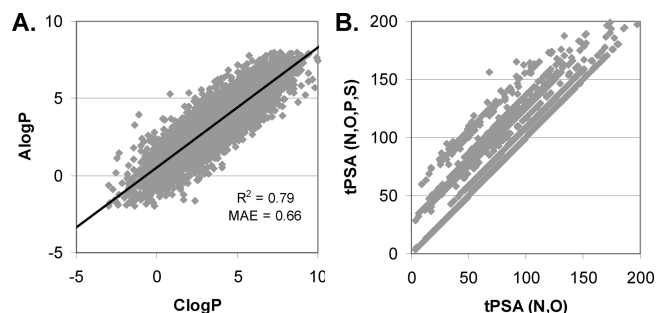 A.
10
5
0
-5
AlogP
-5
0
5
10
ClogP
R² = 0.79
MAE = 0.66
B.
200
150
100
50
0
tPSA (N,O,P,S)
0
50
100
150
200
tPSA (N,O)